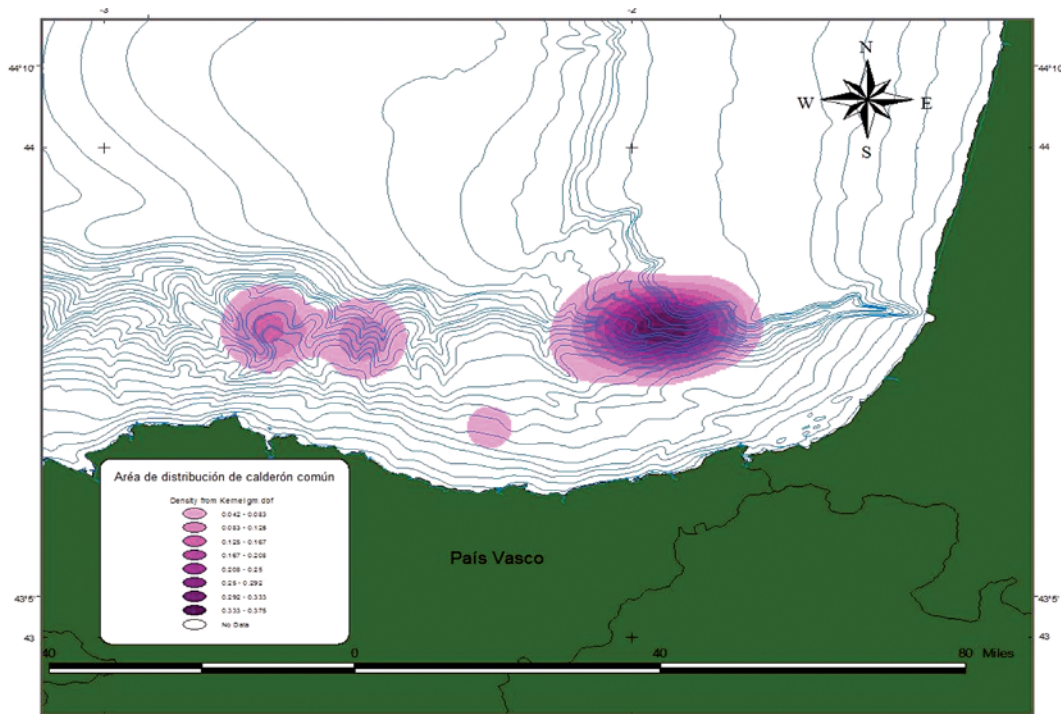 -3
-2
44°10'
44°10'
N
W
E
S
44
44
Aréa de distribución de calderón común
Density from Kernelgm.dbf
0.042 - 0.083
0.083 - 0.125
0.125 - 0.167
0.167 - 0.208
0.208 - 0.25
0.25 - 0.292
0.292 - 0.333
0.333 - 0.375
No Data
País Vasco
43°5'
43°5'
43
43
40
0
40
80 Miles